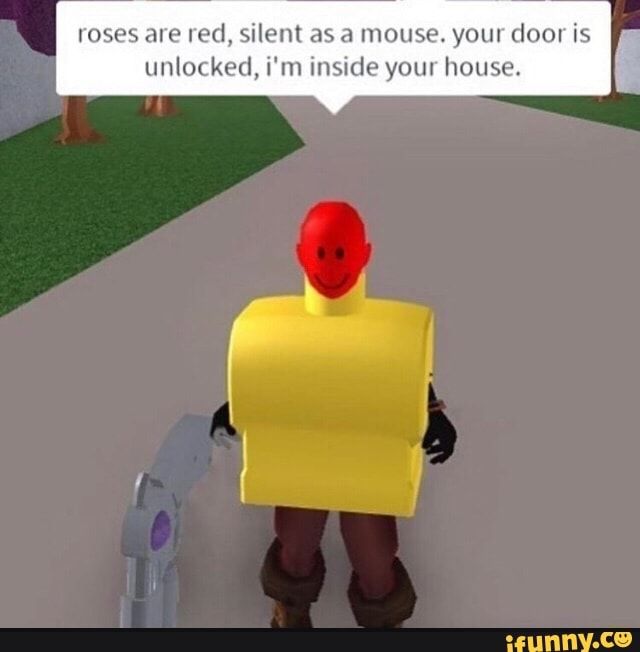 roses are red, silent as a mouse. your door is
unlocked, i'm inside your house.
ifunny.co